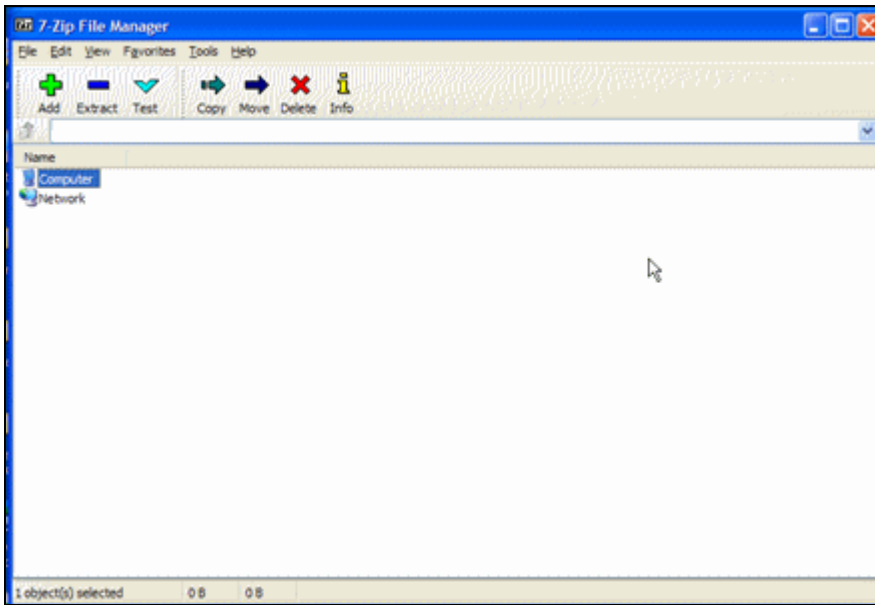 7-Zip File Manager
File Edit View Favorites Tools Help
Add Extract Test Copy Move Delete Info
Name
Computer
Network
1 object(s) selected 0 B 0 B